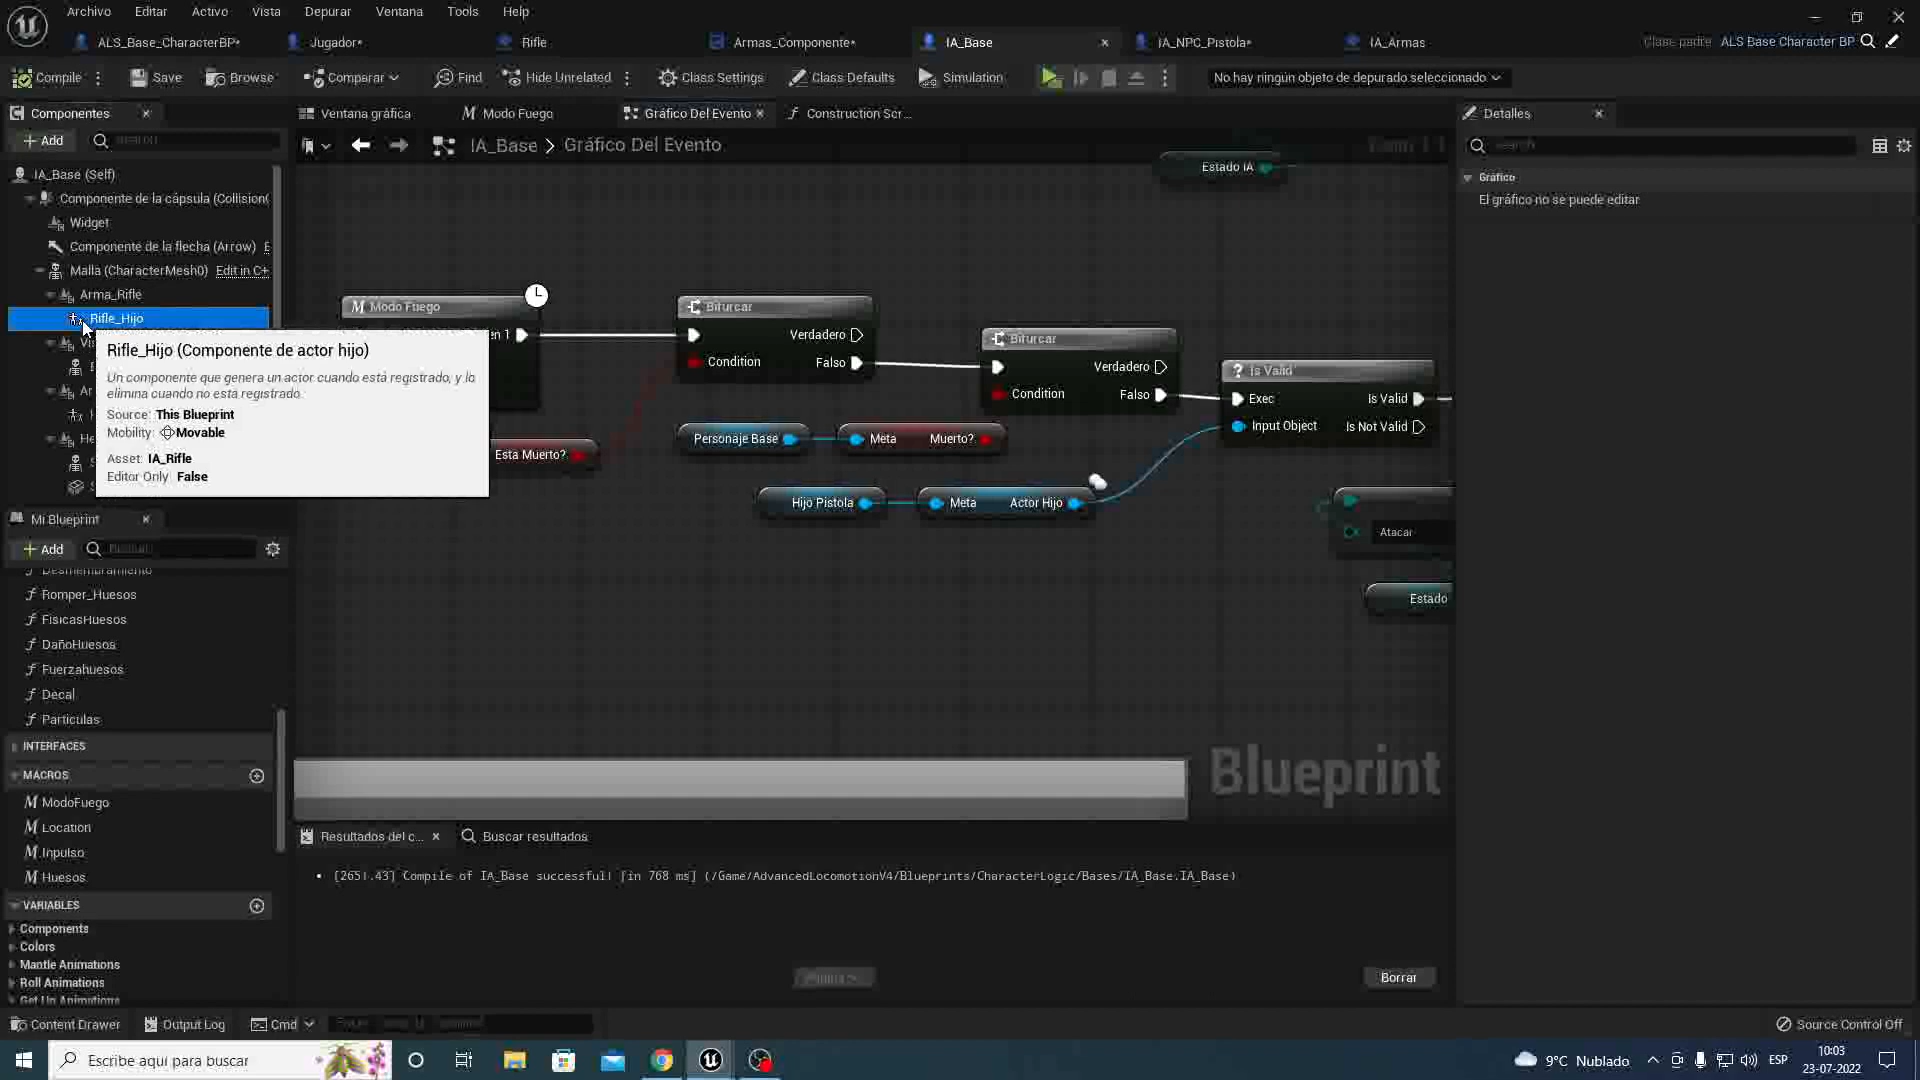 Archivo Editar Activo Vista Depurar Ventana Tools Help
ALS_Base_CharacterBP* Jugador* Rifle Armas_Componente* IA_Base IA_NPC_Pistola* IA_Armas
Clase padre ALS Base Character BP
Compile Save Browse Comparar Find Hide Unrelated Class Settings Class Defaults Simulation
No hay ningún objeto de depurado seleccionado
Componentes
Ventana gráfica Modo Fuego Gráfico Del Evento Construction Scr...
Detalles
Add
IA_Base > Gráfico Del Evento
Search
IA_Base (Self)
Componente de la cápsula (Collision
Widget
Componente de la flecha (Arrow) E
Malla (CharacterMesh0) Edit in C+
Arma_Rifle
Rifle_Hijo
Gráfico
El gráfico no se puede editar
Estado IA
Modo Fuego
Bifurcar
Verdadero
Condition Falso
Bifurcar
Verdadero
Condition Falso
Is Valid
Exec Is Valid
Input Object Is Not Valid
Esta Muerto?
Personaje Base
Meta Muerto?
Hijo Pistola
Meta Actor Hijo
Atacar
Estado
Rifle_Hijo (Componente de actor hijo)
Un componente que genera un actor cuando está registrado, y lo
elimina cuando no está registrado.
Source: This Blueprint
Mobility: Movable
Asset: IA_Rifle
Editor Only False
Mi Blueprint
Add
Desmembramiento
Romper_Huesos
FisicasHuesos
DañoHuesos
Fuerzahuesos
Decal
Particulas
INTERFACES
MACROS
ModoFuego
Location
Inpulso
Huesos
VARIABLES
Components
Colors
Mantle Animations
Roll Animations
Get Up Animations
Blueprint
Resultados del c... Buscar resultados
[2651.43] Compile of IA_Base successful! [in 768 ms] (/Game/AdvancedLocomotionV4/Blueprints/CharacterLogic/Bases/IA_Base.IA_Base)
Borrar
Content Drawer Output Log Cmd
Source Control Off
Escribe aquí para buscar
9°C Nublado
ESP
10:03
23-07-2022